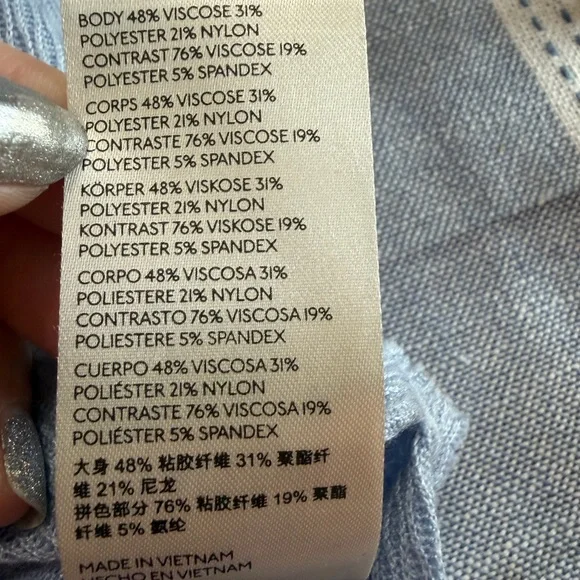 BODY 48% VISCOSE 31%
POLYESTER 21% NYLON
CONTRAST 76% VISCOSE 19%
POLYESTER 5% SPANDEX
CORPS 48% VISCOSE 31%
POLYESTER 21% NYLON
CONTRASTE 76% VISCOSE 19%
POLYESTER 5% SPANDEX
KÖRPER 48% VISKOSE 31%
POLYESTER 21% NYLON
KONTRAST 76% VISKOSE 19%
POLYESTER 5% SPANDEX
CORPO 48% VISCOSA 31%
POLIESTERE 21% NYLON
CONTRASTO 76% VISCOSA 19%
POLIESTERE 5% SPANDEX
CUERPO 48% VISCOSA 31%
POLIÉSTER 21% NYLON
CONTRASTE 76% VISCOSA 19%
POLIÉSTER 5% SPANDEX
大身 48% 粘胶纤维 31% 聚酯纤
维 21% 尼龙
拼色部分 76% 粘胶纤维 19% 聚酯
纤维 5% 氨纶
MADE IN VIETNAM
HECHO EN VIETNAM